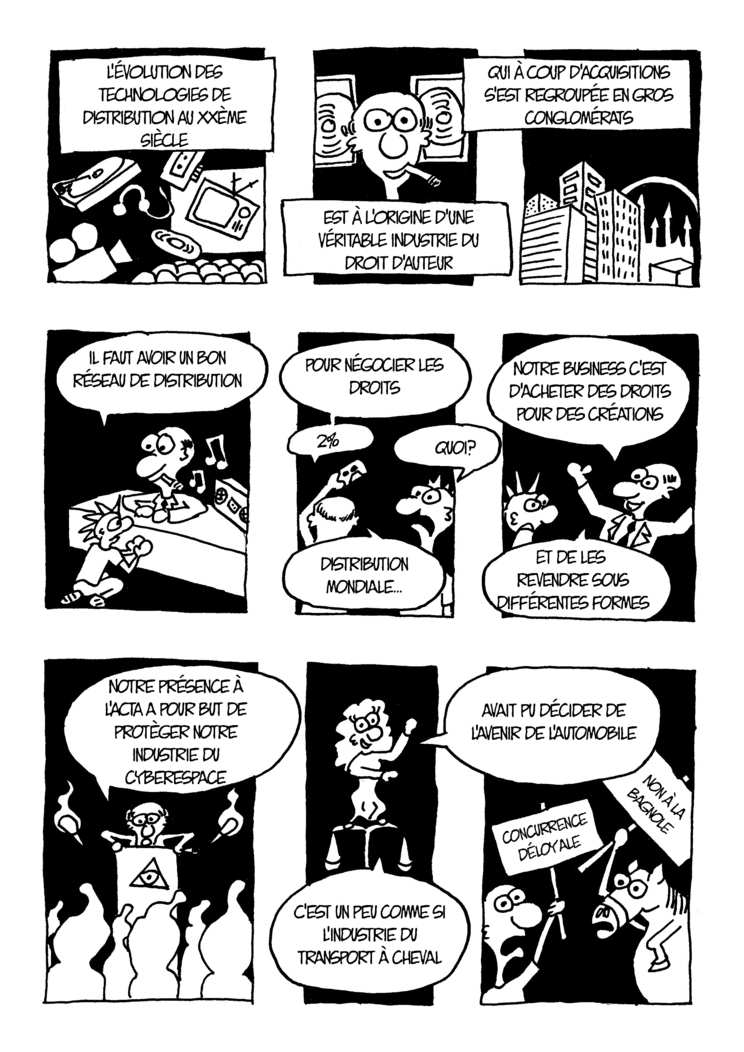 L'ÉVOLUTION DES
TECHNOLOGIES DE
DISTRIBUTION AU XXÈME
SIÈCLE
EST À L'ORIGINE D'UNE
VÉRITABLE INDUSTRIE DU
DROIT D'AUTEUR
QUI À COUP D'ACQUISITIONS
S'EST REGROUPÉE EN GROS
CONGLOMÉRATS
IL FAUT AVOIR UN BON
RÉSEAU DE DISTRIBUTION
POUR NÉGOCIER LES
DROITS
2%
QUOI?
DISTRIBUTION
MONDIALE...
NOTRE BUSINESS C'EST
D'ACHETER DES DROITS
POUR DES CRÉATIONS
ET DE LES
REVENDRE SOUS
DIFFÉRENTES FORMES
NOTRE PRÉSENCE À
L'ACTA A POUR BUT DE
PROTÈGER NOTRE
INDUSTRIE DU
CYBERESPACE
C'EST UN PEU COMME SI
L'INDUSTRIE DU
TRANSPORT À CHEVAL
AVAIT PU DÉCIDER DE
L'AVENIR DE L'AUTOMOBILE
CONCURRENCE
DÉLOYALE
NON À LA
BAGNOLE